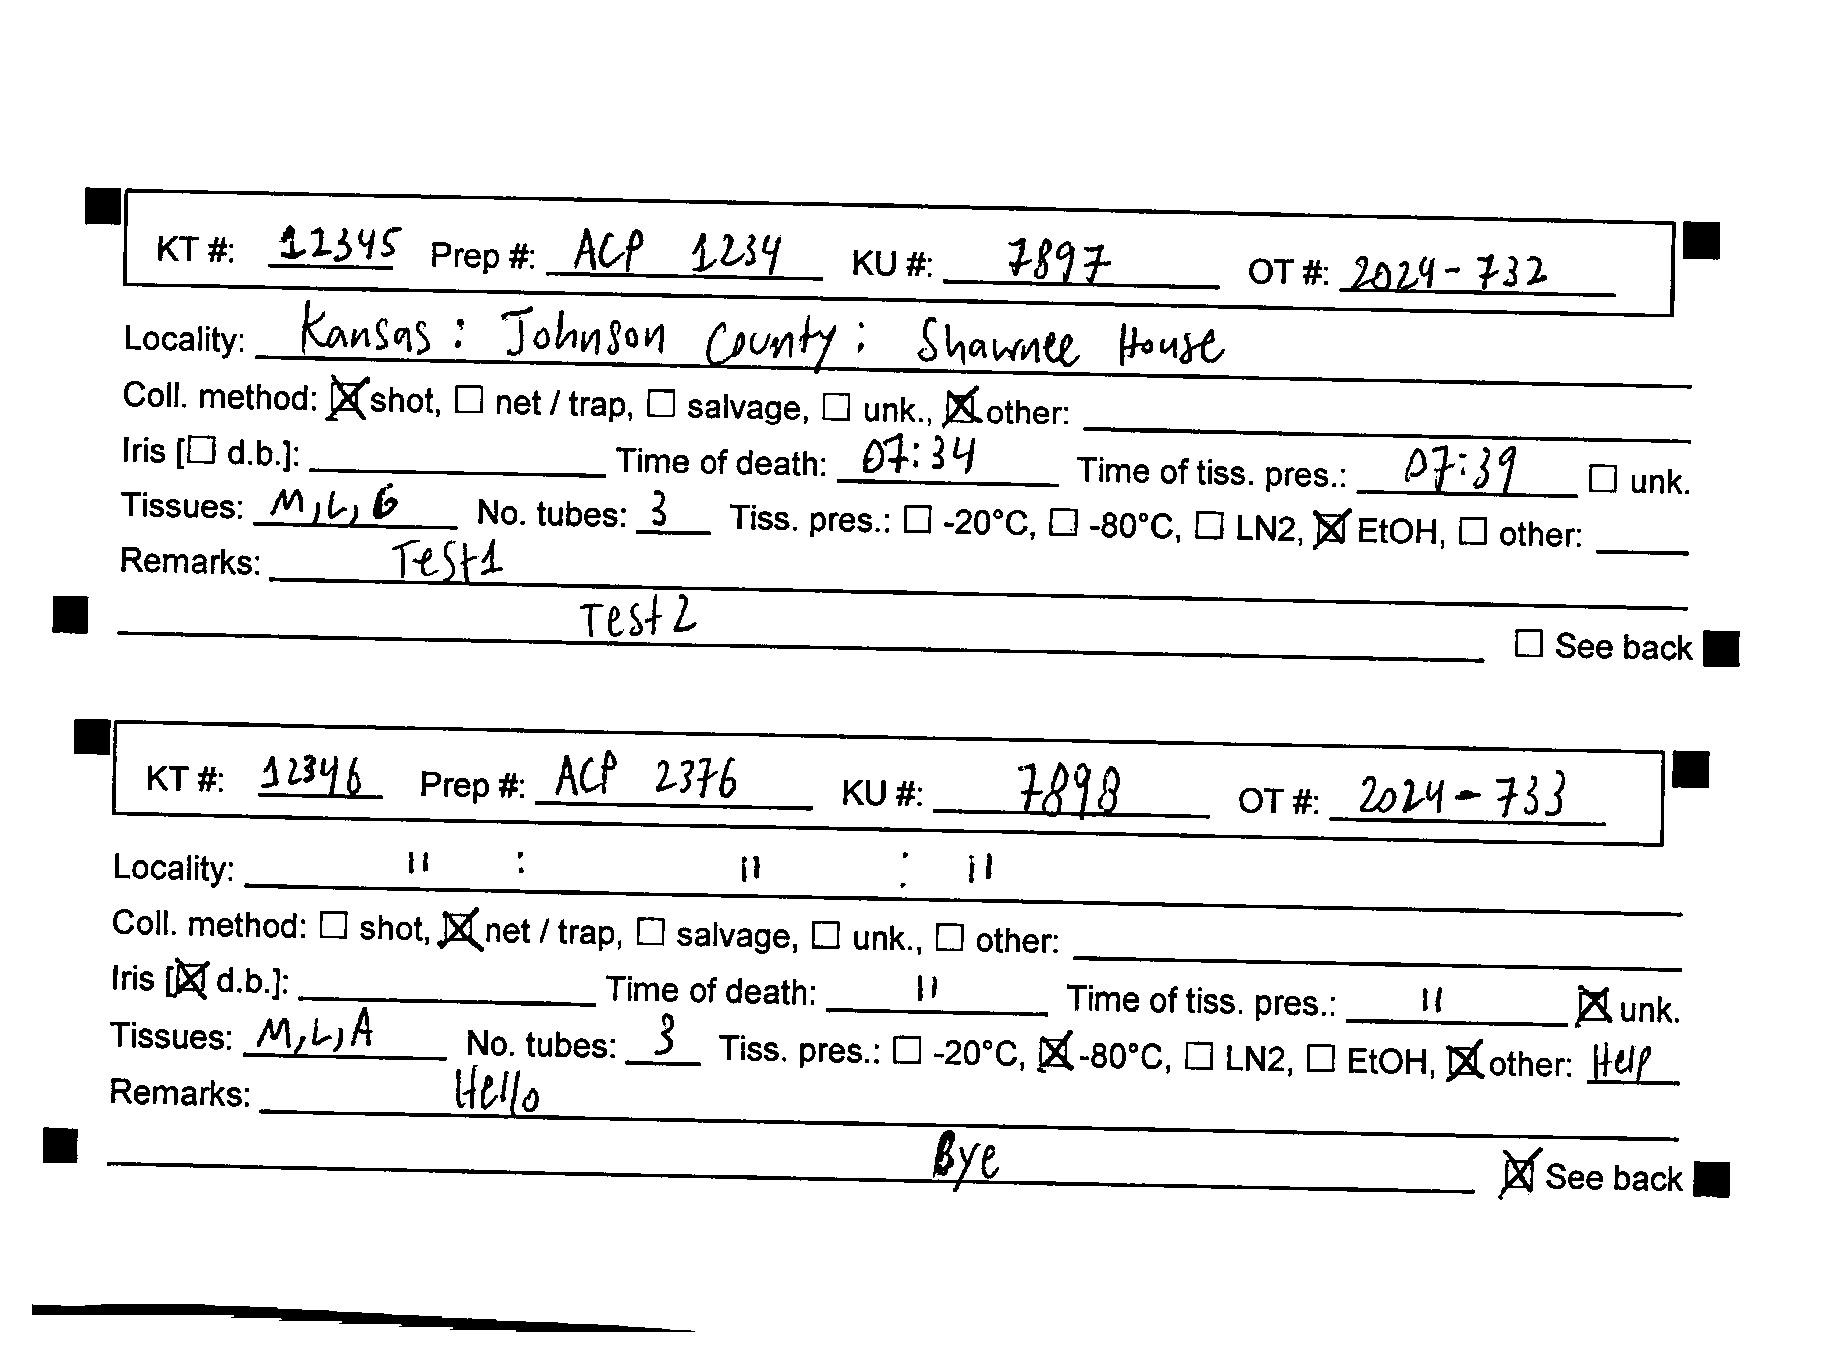 KT #: 12345 Prep #: ACP 1234 KU #: 7897 OT #: 2024-732
Locality: Kansas: Johnson County: Shawnee House
Coll. method: ☒ shot, ☐ net / trap, ☐ salvage, ☐ unk., ☒ other:
Iris [☐ d.b.]: Time of death: 07:34 Time of tiss. pres.: 07:39 ☐ unk.
Tissues: M,L,G No. tubes: 3 Tiss. pres.: ☐ -20°C, ☐ -80°C, ☐ LN2, ☒ EtOH, ☐ other:
Remarks: Test1
Test2 ☐ See back
KT #: 12346 Prep #: ACP 2376 KU #: 7898 OT #: 2024-733
Locality: " : " : "
Coll. method: ☐ shot, ☒ net / trap, ☐ salvage, ☐ unk., ☐ other:
Iris [☒ d.b.]: Time of death: " Time of tiss. pres.: " ☒ unk.
Tissues: M,L,A No. tubes: 3 Tiss. pres.: ☐ -20°C, ☒ -80°C, ☐ LN2, ☐ EtOH, ☒ other: Help
Remarks: Hello
Bye ☒ See back